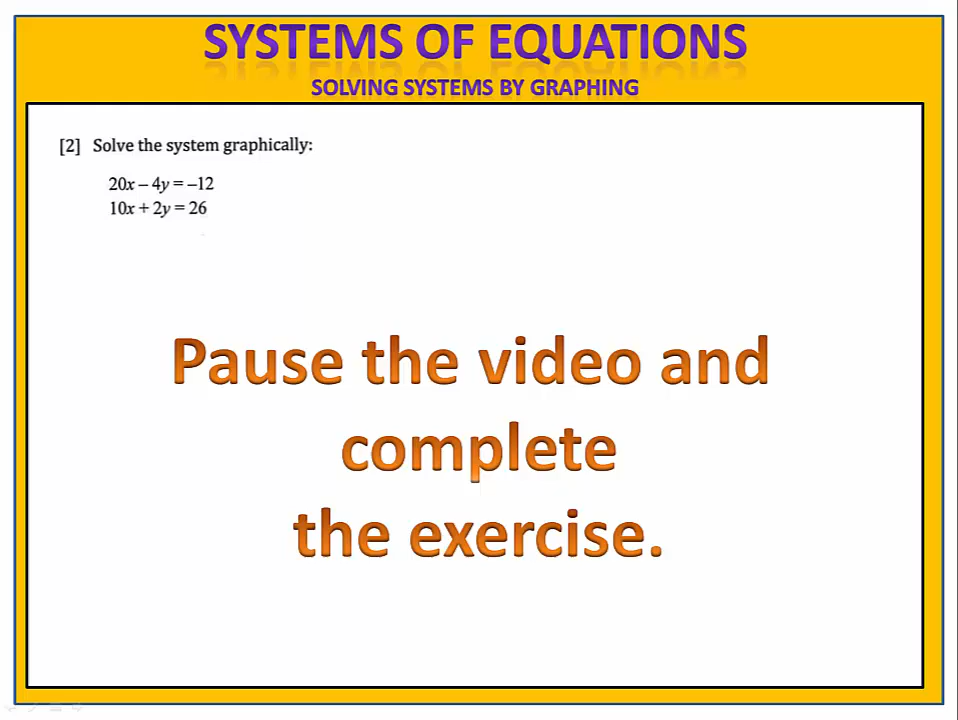 SYSTEMS OF EQUATIONS
SOLVING SYSTEMS BY GRAPHING
[2] Solve the system graphically:
20x – 4y = –12
10x + 2y = 26
Pause the video and
complete
the exercise.